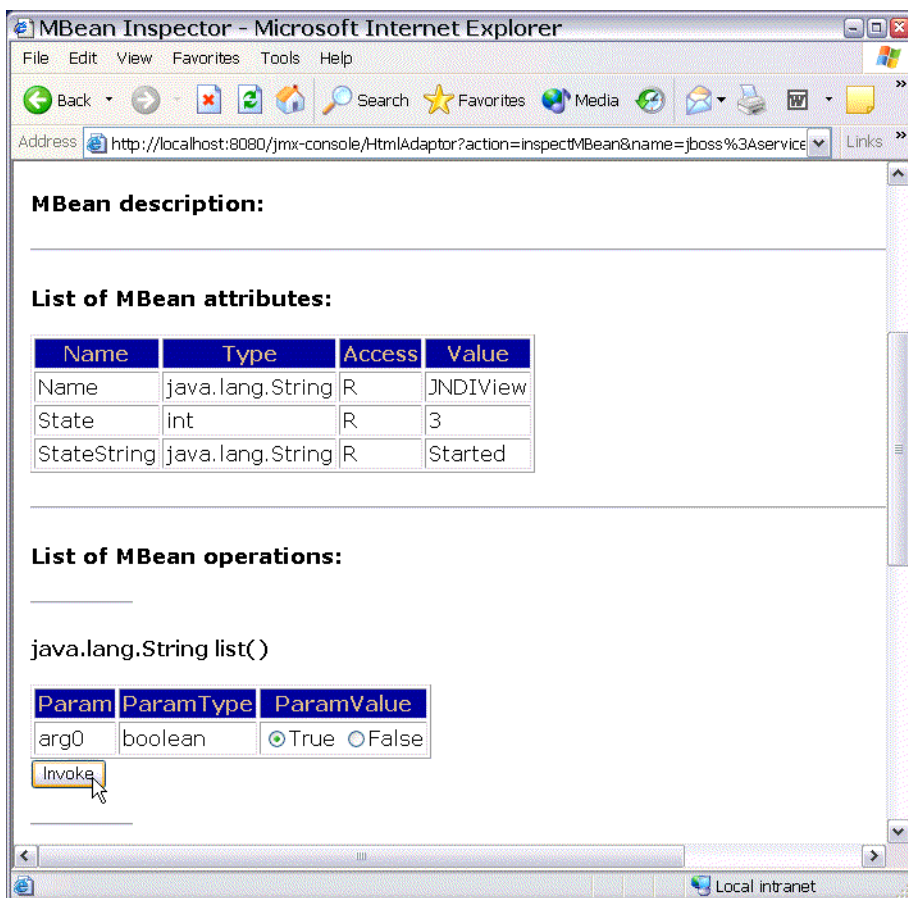 MBean Inspector - Microsoft Internet Explorer
File Edit View Favorites Tools Help
Back Search Favorites Media W »
Address http://localhost:8080/jmx-console/HtmlAdaptor?action=inspectMBean&name=jboss%3Aservice Links »
MBean description:
List of MBean attributes:
Name Type Access Value
Name java.lang.String R JNDIView
State int R 3
StateString java.lang.String R Started
List of MBean operations:
java.lang.String list()
Param ParamType ParamValue
arg0 boolean True False
Invoke
Local intranet